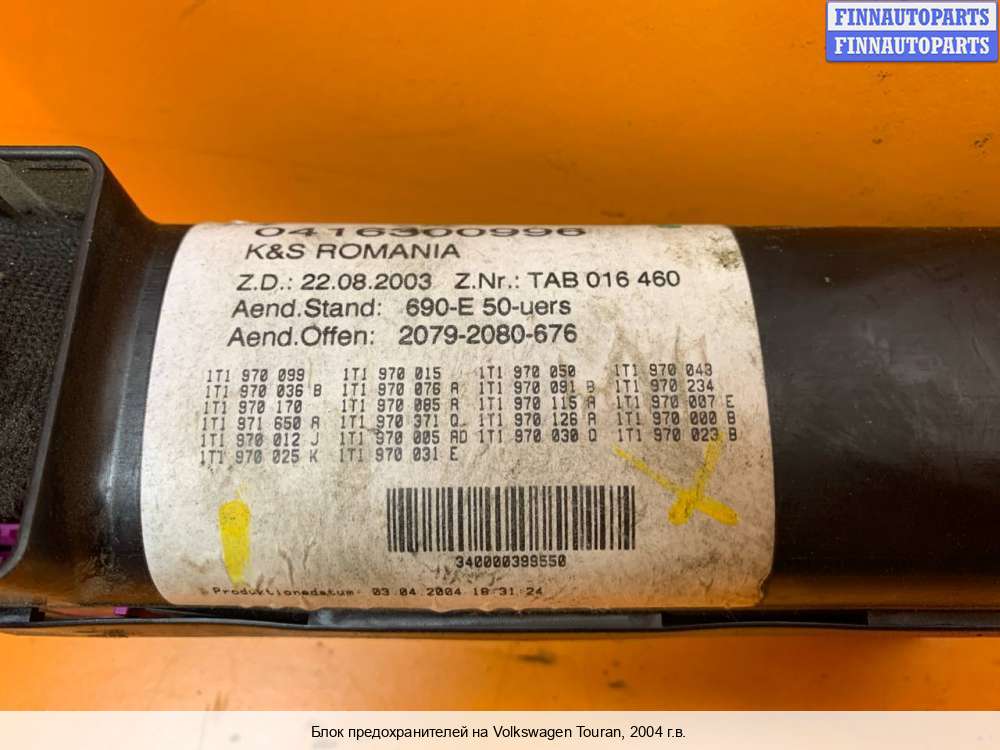 FINNAUTOPARTS
FINNAUTOPARTS
0416300996
K&S ROMANIA
Z.D.: 22.08.2003 Z.Nr.: TAB 016 460
Aend.Stand: 690-E 50-uers
Aend.Offen: 2079-2080-676
1T1 970 099 1T1 970 015 1T1 970 050 1T1 970 043
1T1 970 036 B 1T1 970 076 A 1T1 970 091 B 1T1 970 234
1T1 970 170 1T1 970 085 A 1T1 970 115 A 1T1 970 007 E
1T1 971 650 A 1T1 970 371 Q 1T1 970 128 A 1T1 970 000 B
1T1 970 012 J 1T1 970 005 AD 1T1 970 030 Q 1T1 970 023 B
1T1 970 025 K 1T1 970 031 E
340000399550
Produktionsdatum: 03.04.2004 18:31:24
Блок предохранителей на Volkswagen Touran, 2004 г.в.